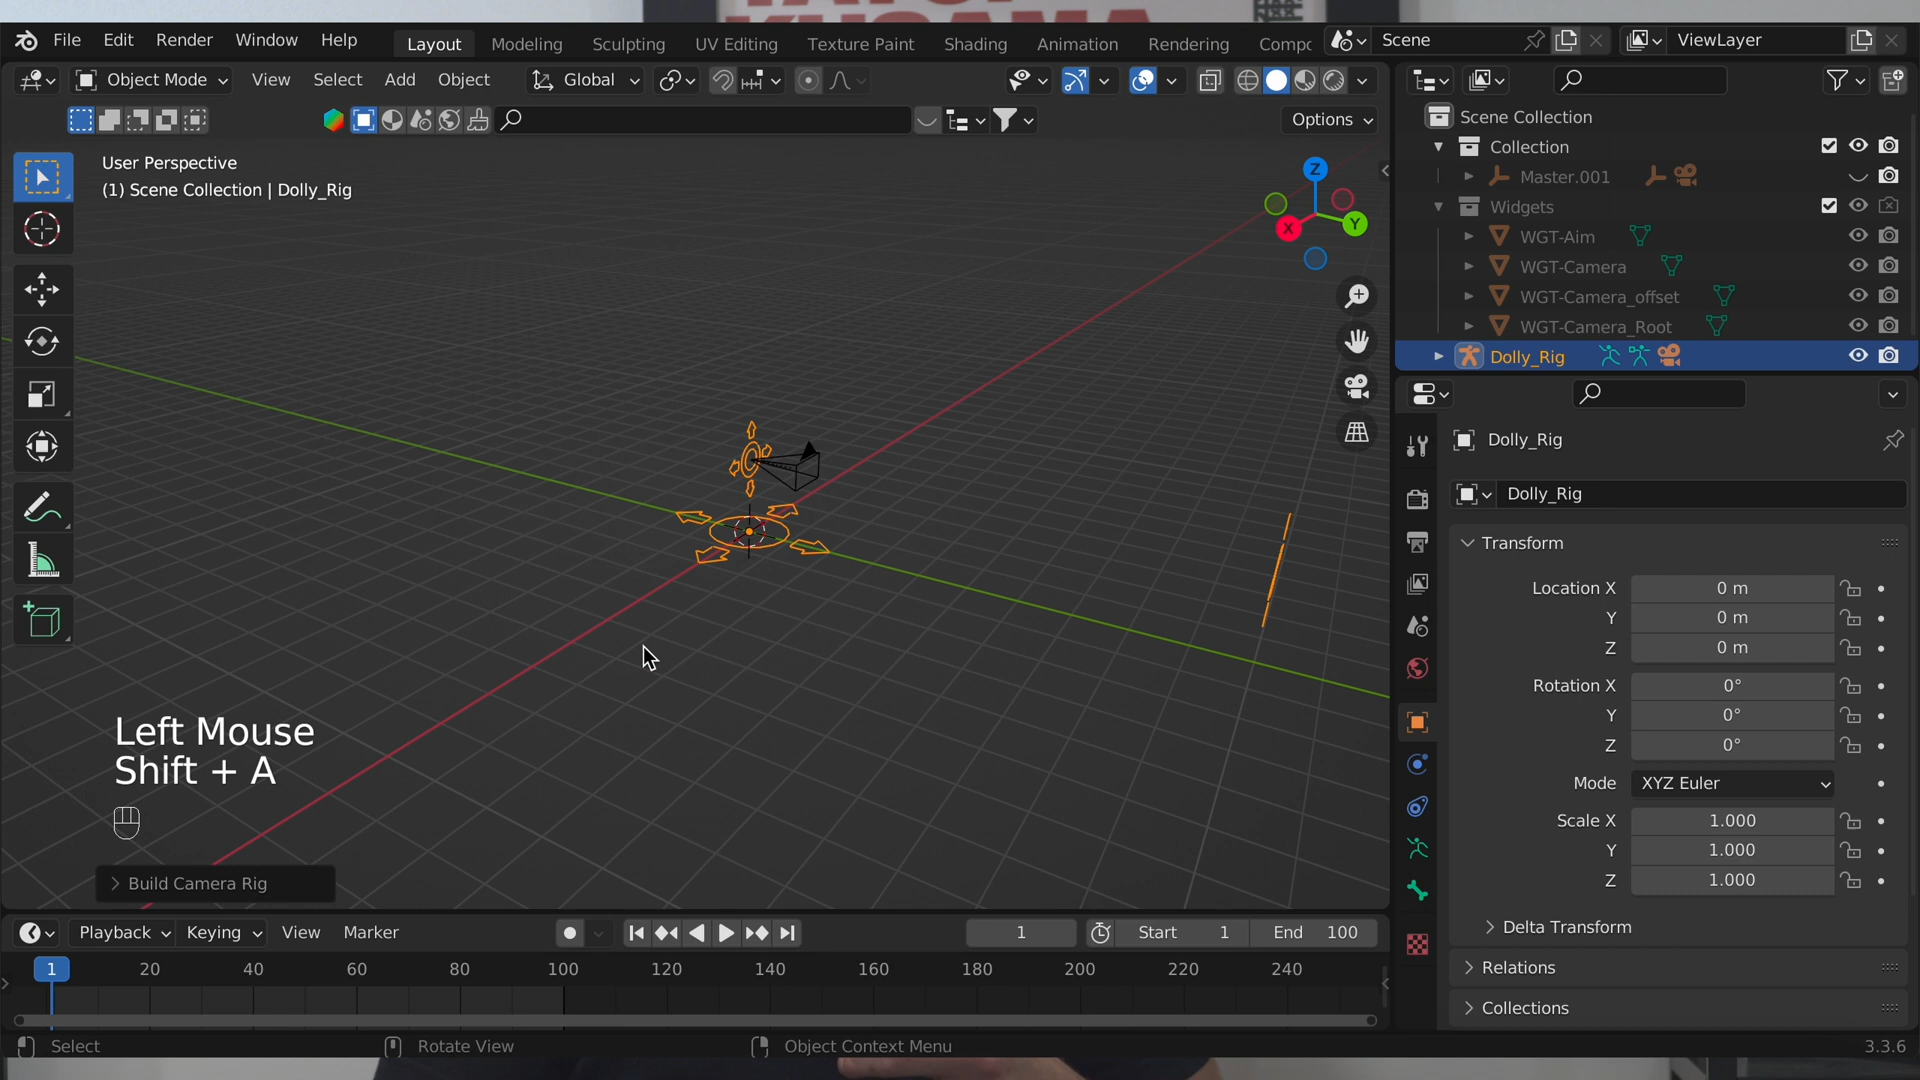 File Edit Render Window Help Layout Modeling Sculpting UV Editing Texture Paint Shading Animation Rendering Compc Scene ViewLayer
Object Mode View Select Add Object Global
Options
User Perspective
(1) Scene Collection | Dolly_Rig
Z
Y
X
Scene Collection
Collection
Master.001
Widgets
WGT-Aim
WGT-Camera
WGT-Camera_offset
WGT-Camera_Root
Dolly_Rig
Dolly_Rig
Dolly_Rig
Transform
Location X 0 m
Y 0 m
Z 0 m
Rotation X 0°
Y 0°
Z 0°
Mode XYZ Euler
Scale X 1.000
Y 1.000
Z 1.000
Delta Transform
Relations
Collections
Left Mouse
Shift + A
Build Camera Rig
Playback Keying View Marker 1 Start 1 End 100
1 20 40 60 80 100 120 140 160 180 200 220 240
Select Rotate View Object Context Menu 3.3.6